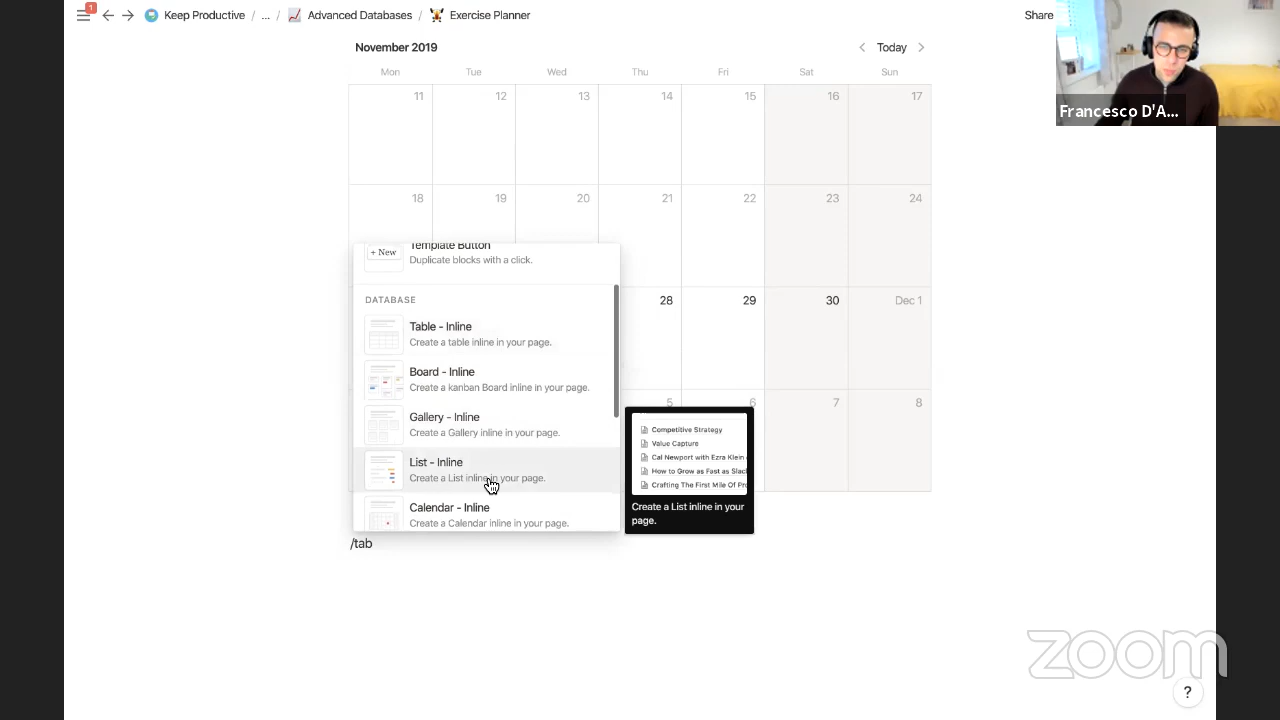 1
Keep Productive / ... / Advanced Databases / Exercise Planner
Share
Francesco D'A...
November 2019
Today
Mon Tue Wed Thu Fri Sat Sun
11 12 13 14 15 16 17
18 19 20 21 22 23 24
28 29 30 Dec 1
5 6 7 8
Template Button
+ New
Duplicate blocks with a click.
DATABASE
Table - Inline
Create a table inline in your page.
Board - Inline
Create a kanban Board inline in your page.
Gallery - Inline
Create a Gallery inline in your page.
List - Inline
Create a List inline in your page.
Calendar - Inline
Create a Calendar inline in your page.
Competitive Strategy
Value Capture
Cal Newport with Ezra Klein
How to Grow as Fast as Slac
Crafting The First Mile Of Pro
Create a List inline in your
page.
/tab
zoom
?